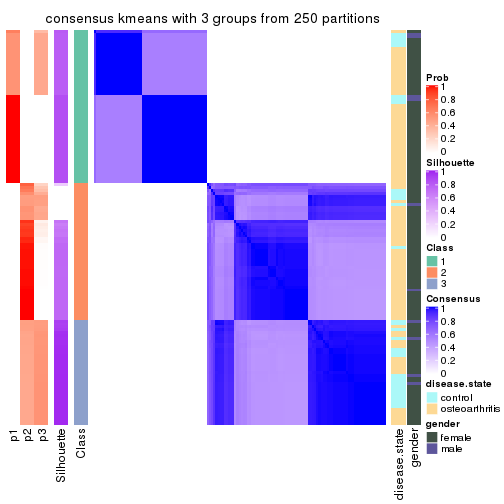 consensus kmeans with 3 groups from 250 partitions
Prob
1
0.8
0.6
0.4
0.2
0
Silhouette
1
0.8
0.6
0.4
0.2
0
Class
1
2
3
Consensus
1
0.8
0.6
0.4
0.2
0
disease.state
control
osteoarthritis
gender
female
male
p1
p2
p3
Silhouette
Class
disease.state
gender